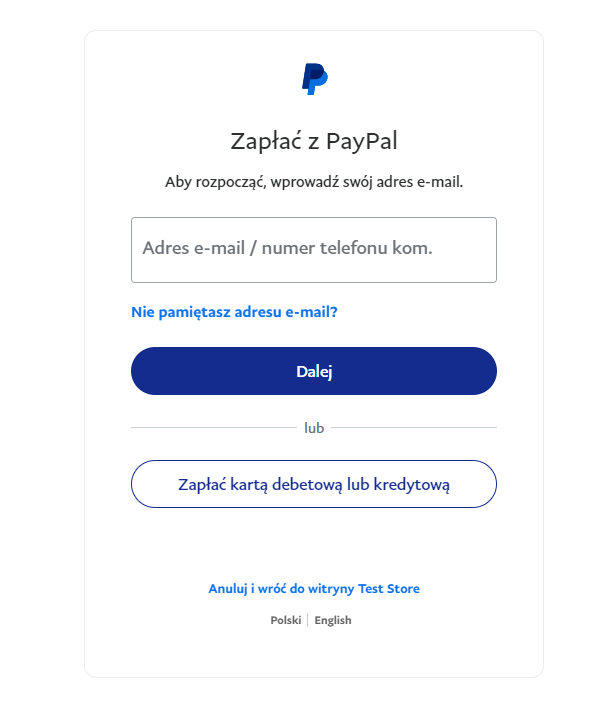 Zapłać z PayPal
Aby rozpocząć, wprowadź swój adres e-mail.
Adres e-mail / numer telefonu kom.
Nie pamiętasz adresu e-mail?
Dalej
lub
Zapłać kartą debetową lub kredytową
Anuluj i wróć do witryny Test Store
Polski | English